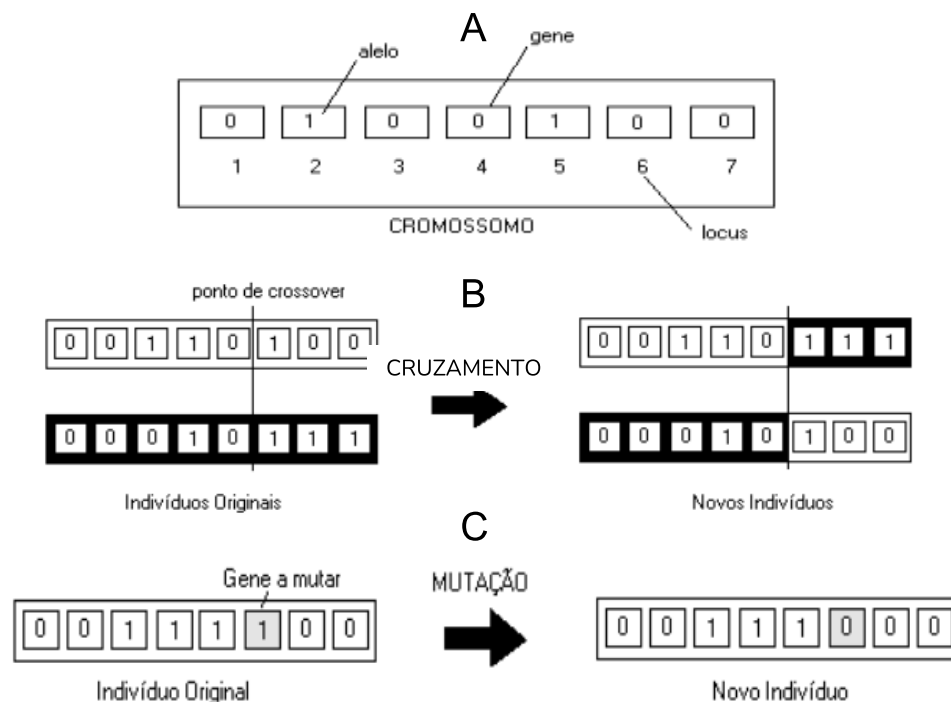 A
alelo
gene
0 1 0 0 1 0 0
1 2 3 4 5 6 7
CROMOSSOMO
locus
B
ponto de crossover
0 0 1 1 0 1 0 0
0 0 1 1 0 1 1 1
CRUZAMENTO
0 0 0 1 0 1 1 1
0 0 0 1 0 1 0 0
Indivíduos Originais
Novos Indivíduos
C
Gene a mutar
MUTAÇÃO
0 0 1 1 1 1 0 0
0 0 1 1 1 0 0 0
Indivíduo Original
Novo Indivíduo